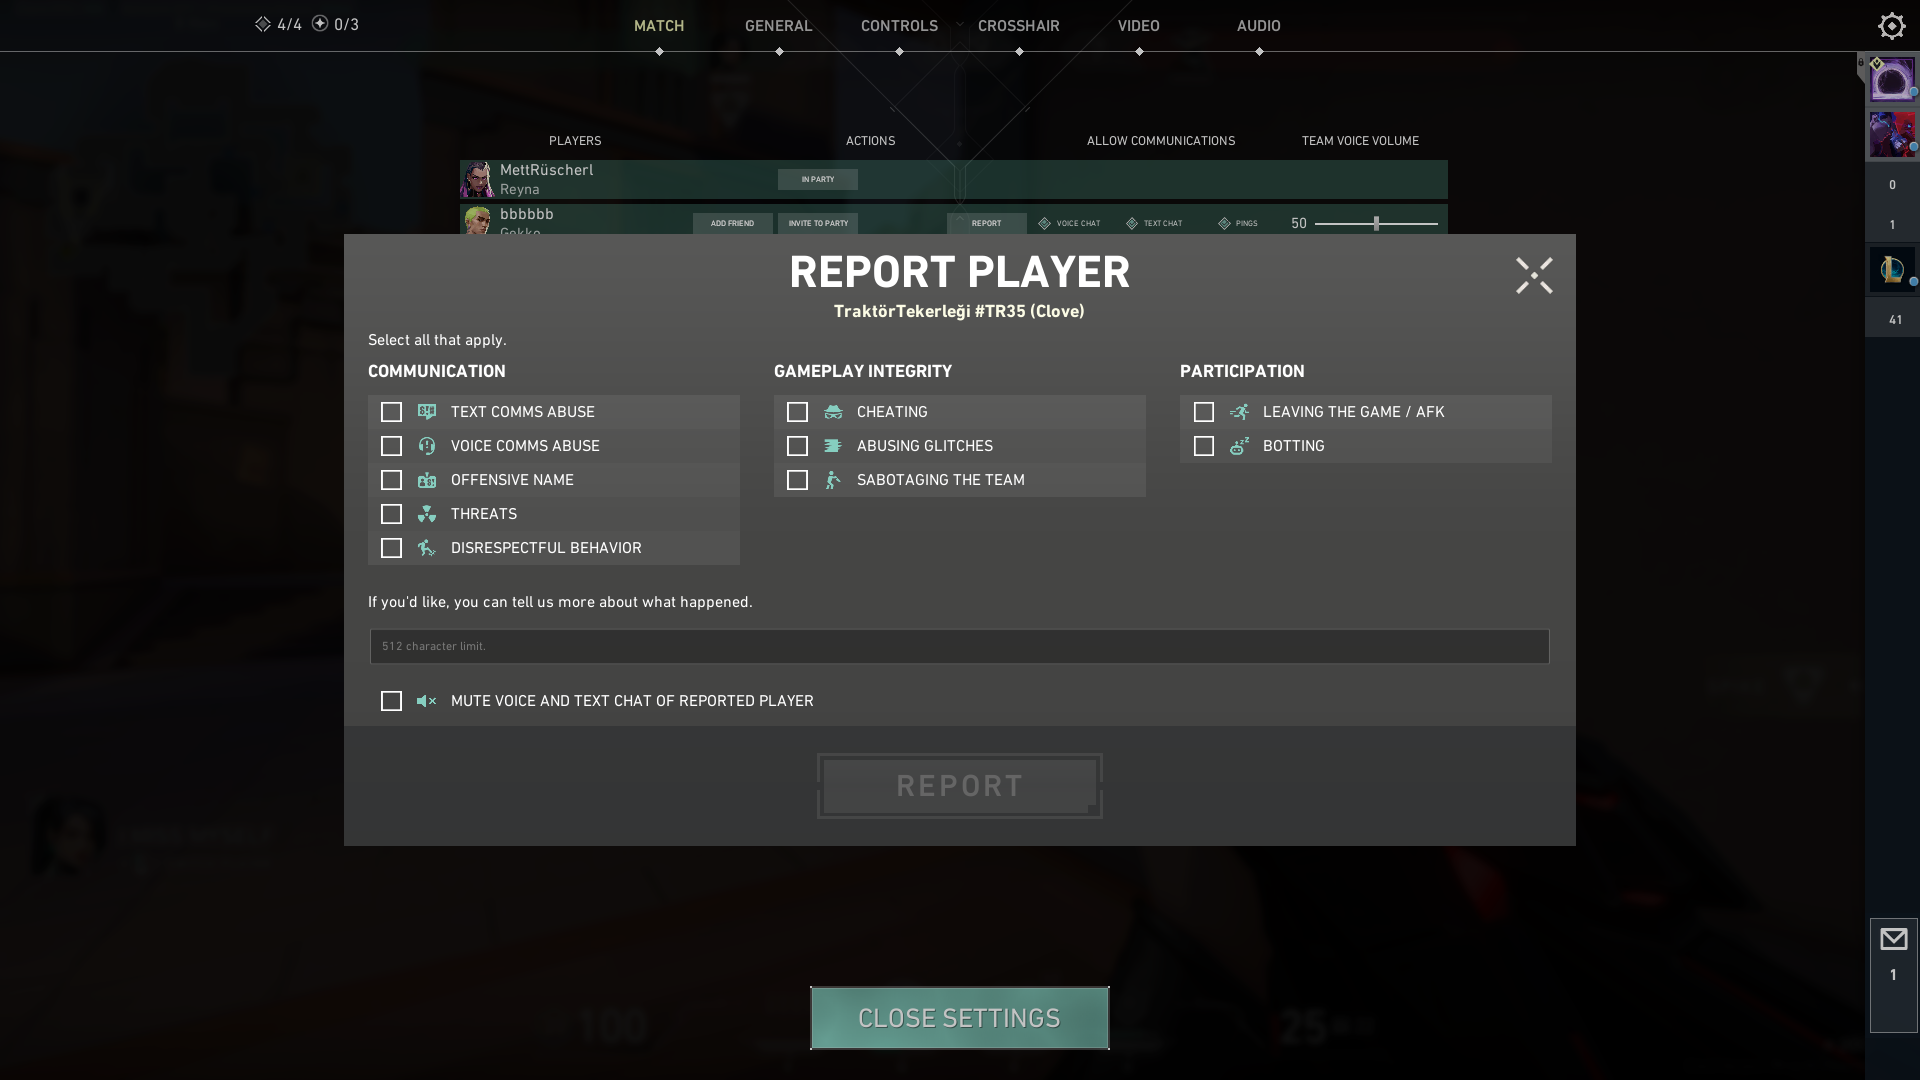 4/4 0/3
MATCH GENERAL CONTROLS CROSSHAIR VIDEO AUDIO
PLAYERS ACTIONS ALLOW COMMUNICATIONS TEAM VOICE VOLUME
MettRüscherl
Reyna
IN PARTY
bbbbbb
Gekko
ADD FRIEND INVITE TO PARTY REPORT VOICE CHAT TEXT CHAT PINGS 50
REPORT PLAYER
TraktörTekerleği #TR35 (Clove)
Select all that apply.
COMMUNICATION
TEXT COMMS ABUSE
VOICE COMMS ABUSE
OFFENSIVE NAME
THREATS
DISRESPECTFUL BEHAVIOR
GAMEPLAY INTEGRITY
CHEATING
ABUSING GLITCHES
SABOTAGING THE TEAM
PARTICIPATION
LEAVING THE GAME / AFK
BOTTING
If you'd like, you can tell us more about what happened.
512 character limit.
MUTE VOICE AND TEXT CHAT OF REPORTED PLAYER
REPORT
CLOSE SETTINGS
100
25
0
1
41
1